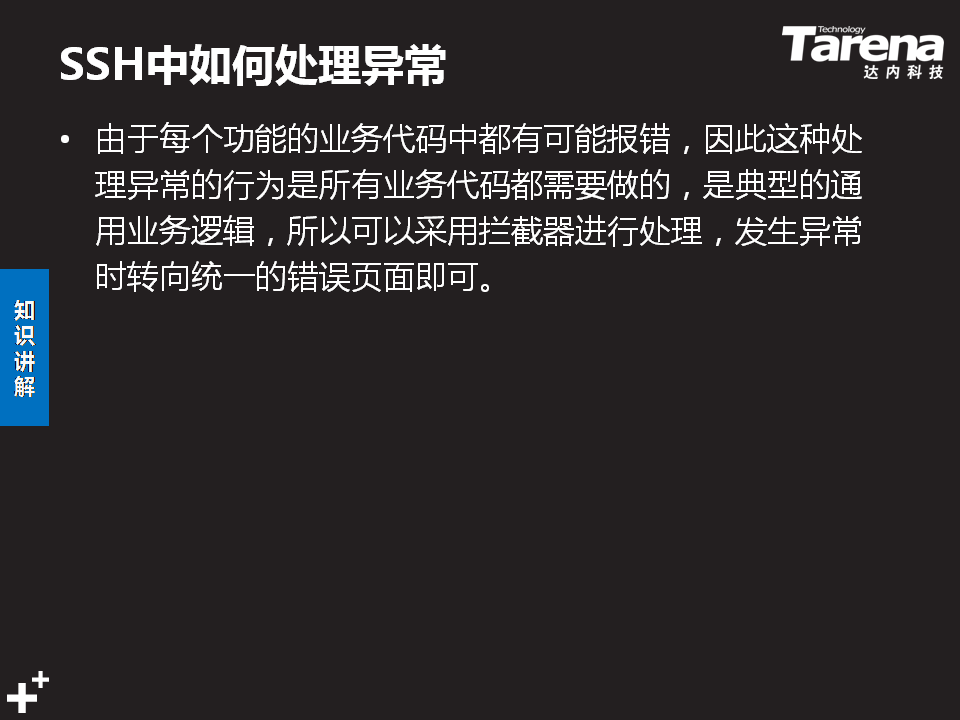 SSH中如何处理异常
Technology
Tarena
达内科技
• 由于每个功能的业务代码中都有可能报错，因此这种处
理异常的行为是所有业务代码都需要做的，是典型的通
用业务逻辑，所以可以采用拦截器进行处理，发生异常
时转向统一的错误页面即可。
知
识
讲
解